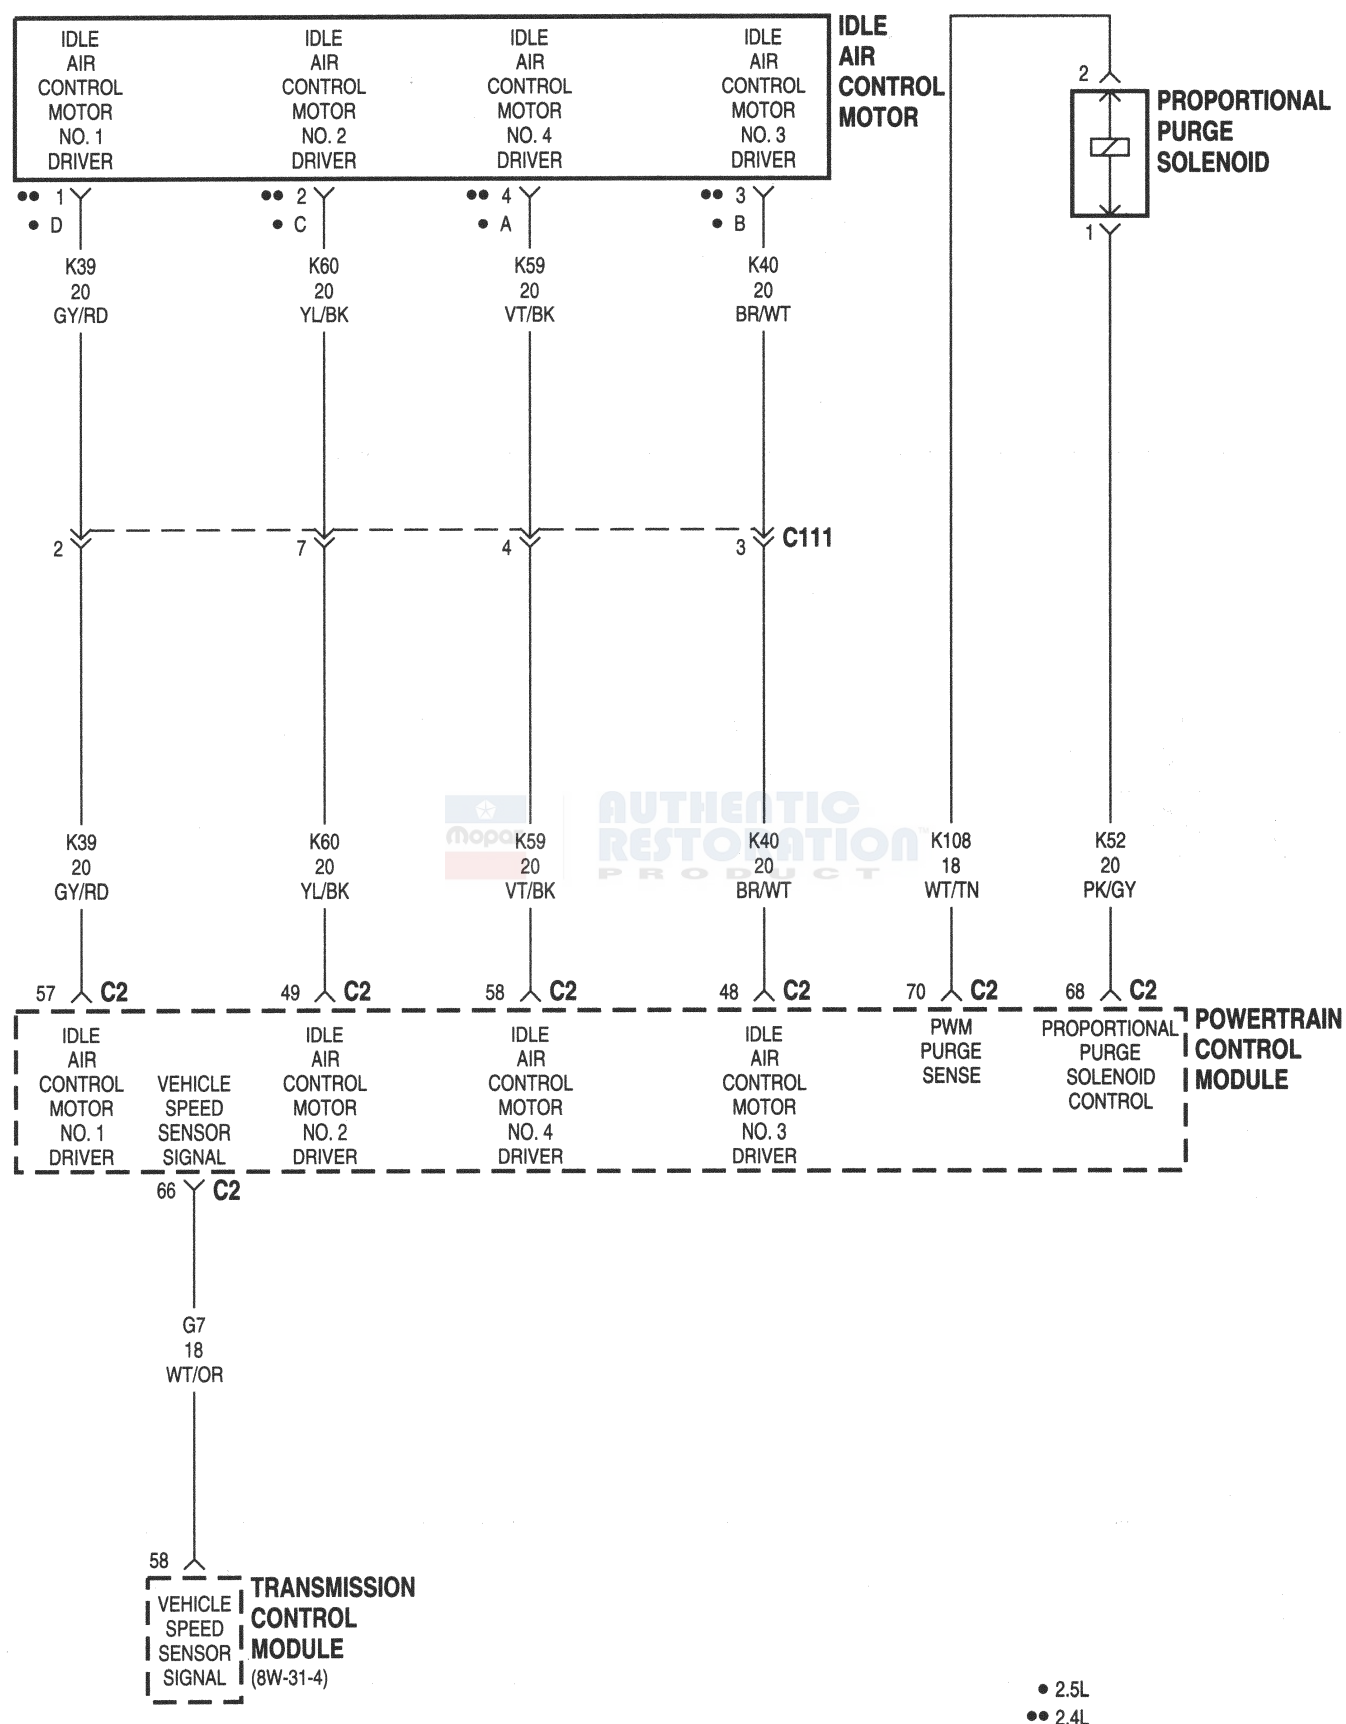 IDLE
AIR
CONTROL
MOTOR
NO. 1
DRIVER
IDLE
AIR
CONTROL
MOTOR
NO. 2
DRIVER
IDLE
AIR
CONTROL
MOTOR
NO. 4
DRIVER
IDLE
AIR
CONTROL
MOTOR
NO. 3
DRIVER
IDLE
AIR
CONTROL
MOTOR
2
PROPORTIONAL
PURGE
SOLENOID
1
•• 1
• D
•• 2
• C
•• 4
• A
•• 3
• B
K39
20
GY/RD
K60
20
YL/BK
K59
20
VT/BK
K40
20
BR/WT
2
7
4
3
C111
Mopar
AUTHENTIC
RESTORATION™
PRODUCT
K39
20
GY/RD
K60
20
YL/BK
K59
20
VT/BK
K40
20
BR/WT
K108
18
WT/TN
K52
20
PK/GY
57 C2
49 C2
58 C2
48 C2
70 C2
68 C2
IDLE
AIR
CONTROL
MOTOR
NO. 1
DRIVER
VEHICLE
SPEED
SENSOR
SIGNAL
IDLE
AIR
CONTROL
MOTOR
NO. 2
DRIVER
IDLE
AIR
CONTROL
MOTOR
NO. 4
DRIVER
IDLE
AIR
CONTROL
MOTOR
NO. 3
DRIVER
PWM
PURGE
SENSE
PROPORTIONAL
PURGE
SOLENOID
CONTROL
POWERTRAIN
CONTROL
MODULE
66 C2
G7
18
WT/OR
58
VEHICLE
SPEED
SENSOR
SIGNAL
TRANSMISSION
CONTROL
MODULE
(8W-31-4)
• 2.5L
•• 2.4L